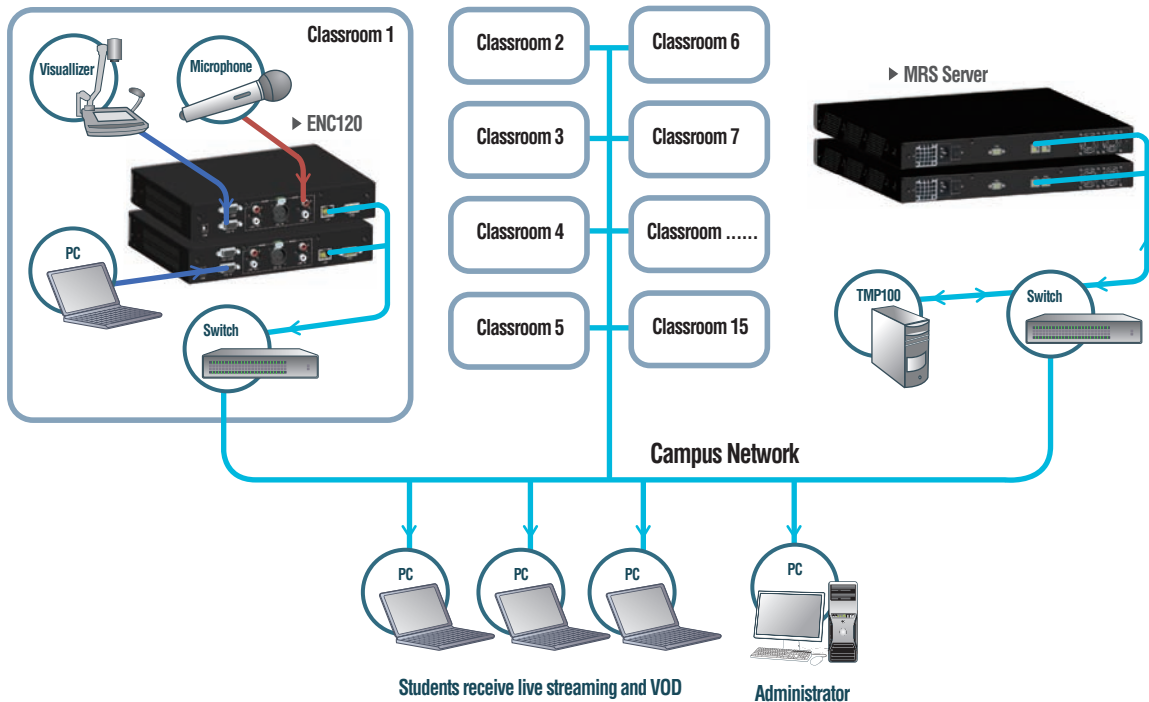 Classroom 1
Visuallizer
Microphone
▶ ENC120
PC
Switch
Classroom 2
Classroom 6
Classroom 3
Classroom 7
Classroom 4
Classroom ......
Classroom 5
Classroom 15
▶ MRS Server
TMP100
Switch
Campus Network
PC
PC
PC
PC
Students receive live streaming and VOD
Administrator